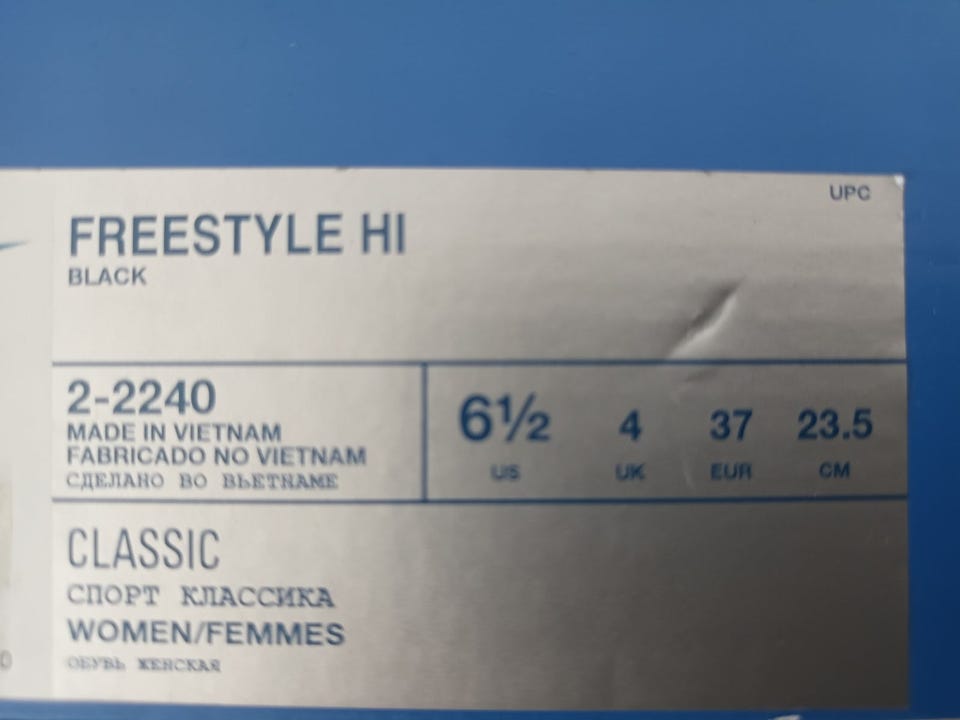 UPC
FREESTYLE HI
BLACK
2-2240
MADE IN VIETNAM
FABRICADO NO VIETNAM
СДЕЛАНО ВО ВЬЕТНАМЕ
6½ 4 37 23.5
US UK EUR CM
CLASSIC
СПОРТ КЛАССИКА
WOMEN/FEMMES
ОБУВЬ ЖЕНСКАЯ